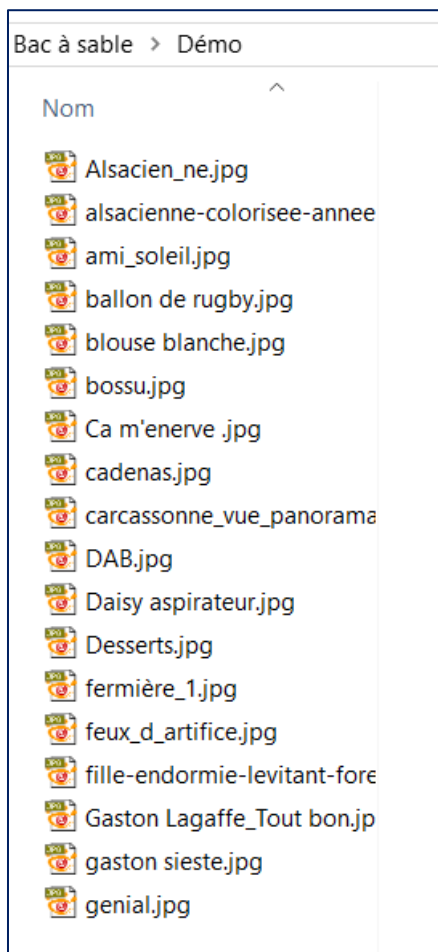 Bac à sable > Démo
Nom
Alsacien_ne.jpg
alsacienne-colorisee-annee
ami_soleil.jpg
ballon de rugby.jpg
blouse blanche.jpg
bossu.jpg
Ca m'enerve .jpg
cadenas.jpg
carcassonne_vue_panorama
DAB.jpg
Daisy aspirateur.jpg
Desserts.jpg
fermière_1.jpg
feux_d_artifice.jpg
fille-endormie-levitant-fore
Gaston Lagaffe_Tout bon.jp
gaston sieste.jpg
genial.jpg